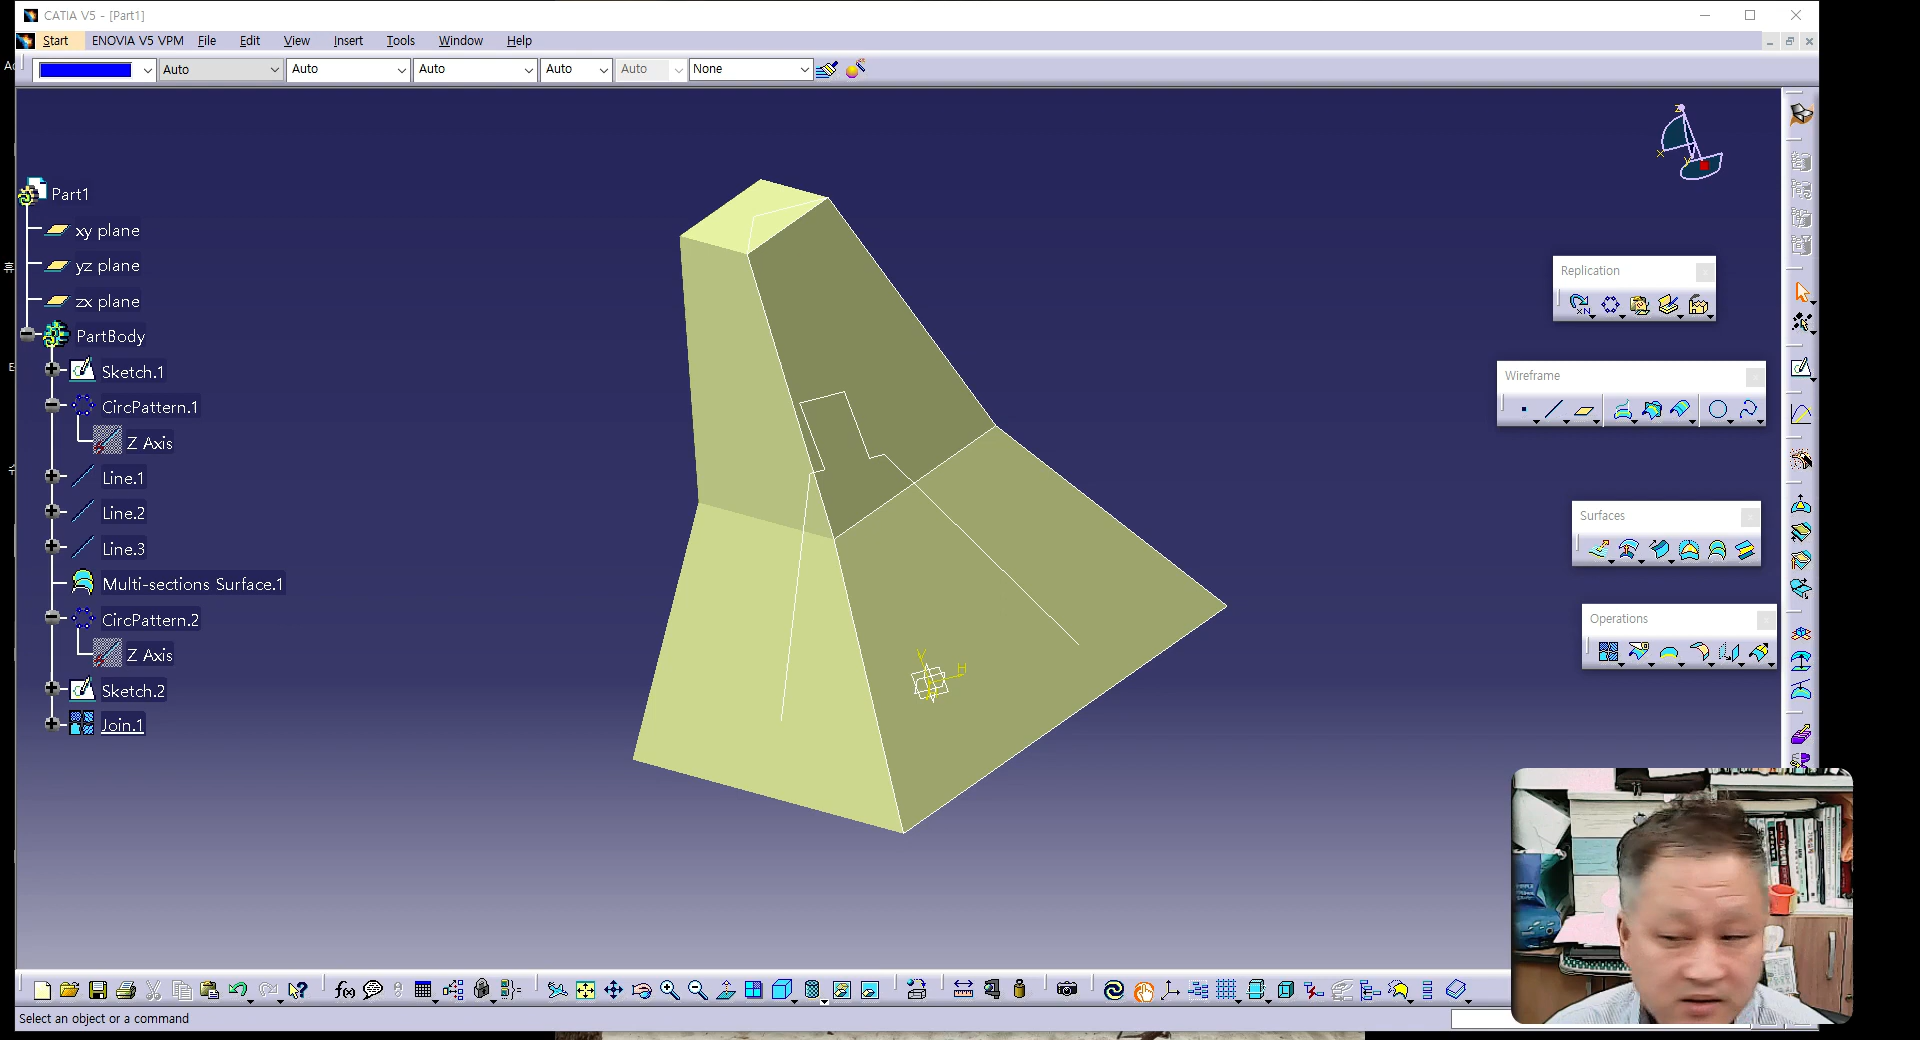 CATIA V5 - [Part1]
Start ENOVIA V5 VPM File Edit View Insert Tools Window Help
Auto Auto Auto Auto Auto None
Part1
xy plane
yz plane
zx plane
PartBody
Sketch.1
CircPattern.1
Z Axis
Line.1
Line.2
Line.3
Multi-sections Surface.1
CircPattern.2
Z Axis
Sketch.2
Join.1
Z
X
Y
Replication
Wireframe
Surfaces
Operations
V
H
Select an object or a command